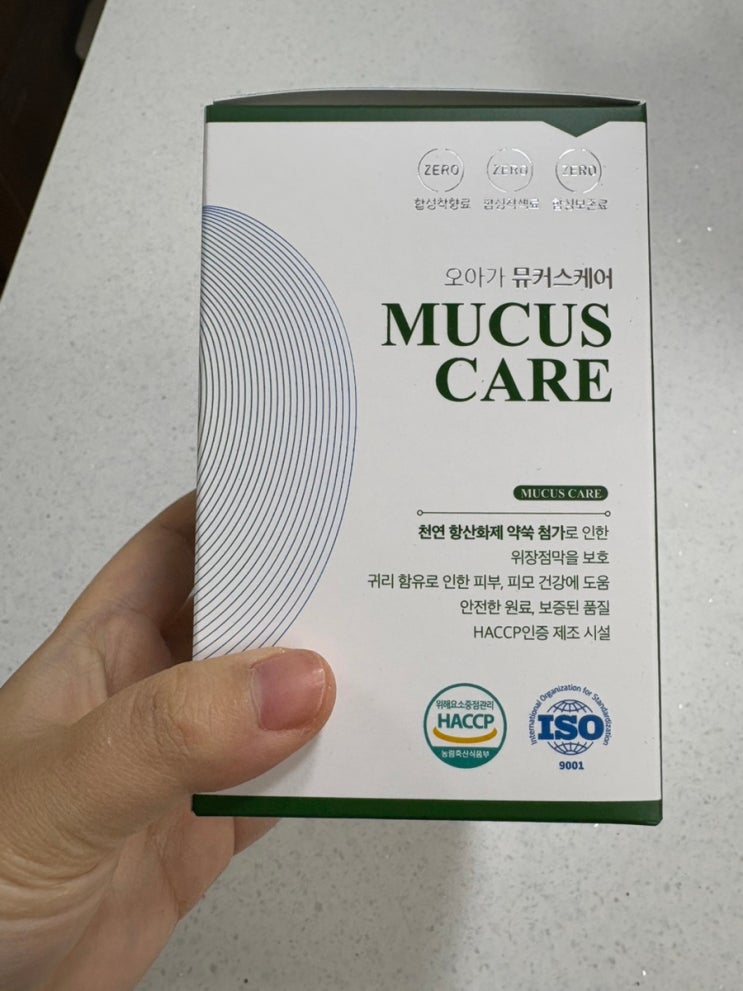 ZERO ZERO ZERO
합성착향료 합성착색료 합성보존료
오아가 뮤커스케어
MUCUS
CARE
MUCUS CARE
천연 항산화제 약쑥 첨가로 인한
위장점막을 보호
귀리 함유로 인한 피부, 피모 건강에 도움
안전한 원료, 보증된 품질
HACCP인증 제조 시설
위해요소중점관리
HACCP
농림축산식품부
International Organization for Standardization
ISO
9001